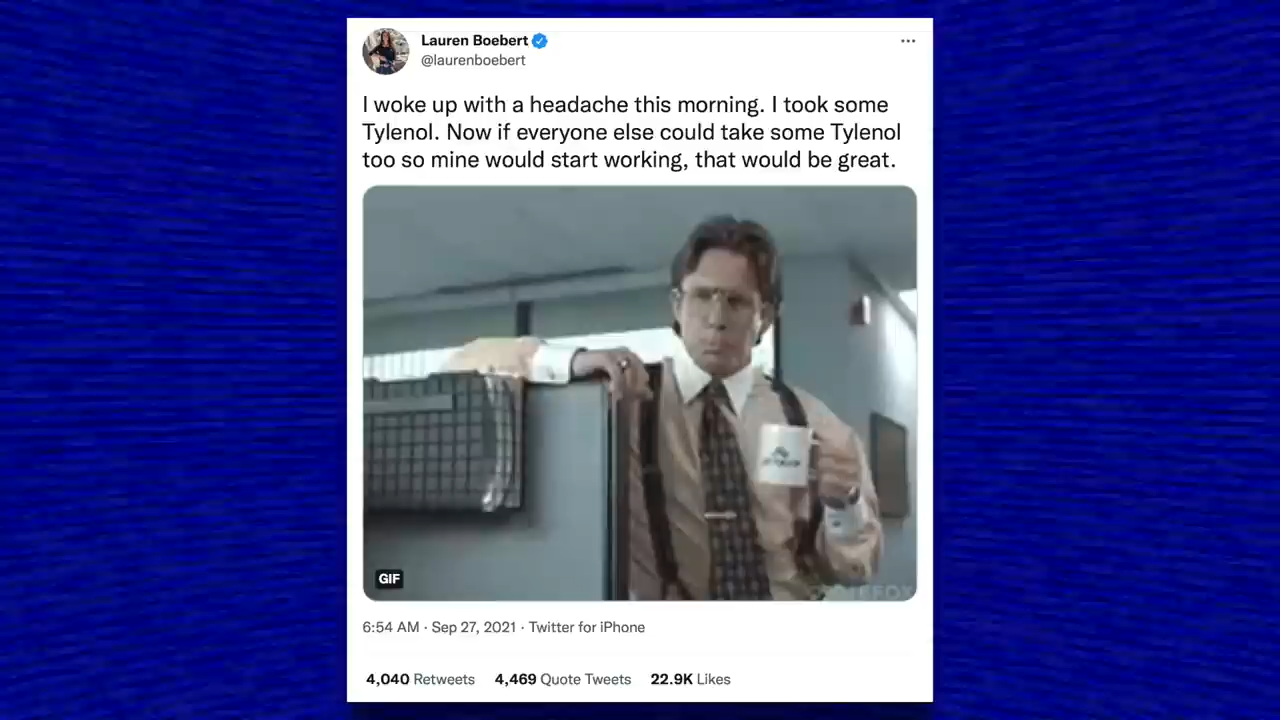 Lauren Boebert
@laurenboebert
I woke up with a headache this morning. I took some
Tylenol. Now if everyone else could take some Tylenol
too so mine would start working, that would be great.
GIF
6:54 AM · Sep 27, 2021 · Twitter for iPhone
4,040 Retweets 4,469 Quote Tweets 22.9K Likes